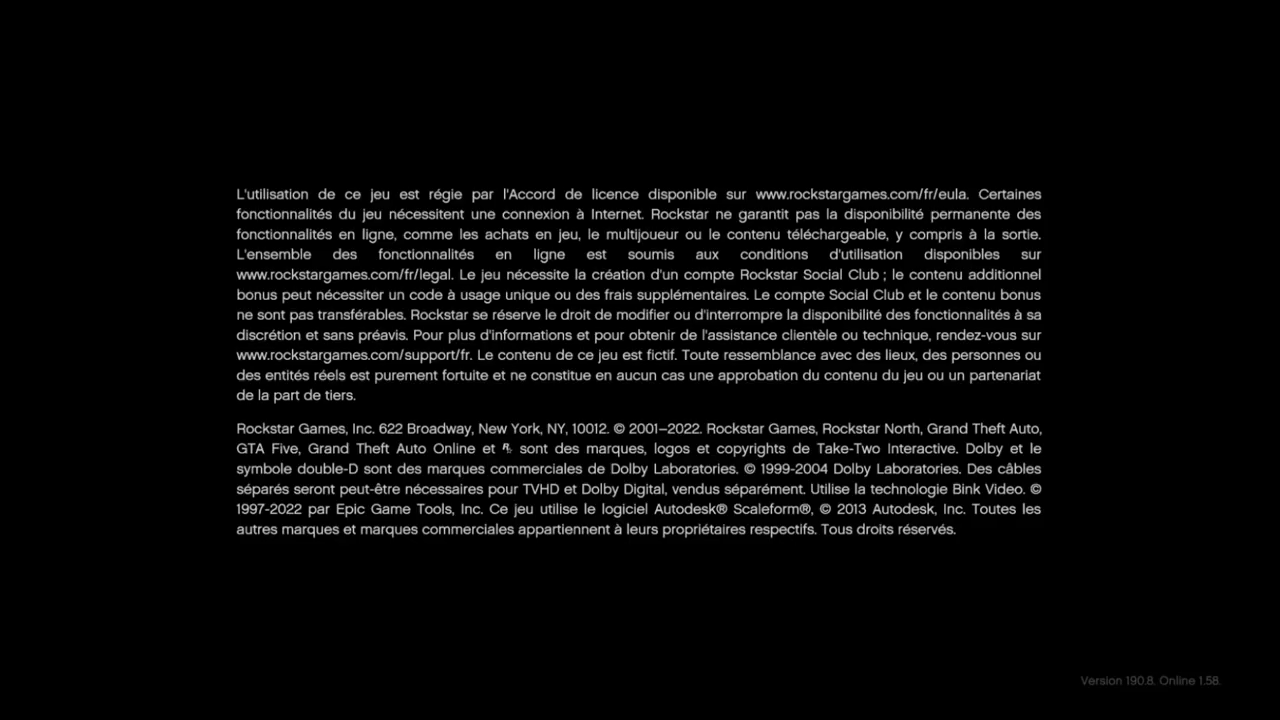 L'utilisation de ce jeu est régie par l'Accord de licence disponible sur www.rockstargames.com/fr/eula. Certaines
fonctionnalités du jeu nécessitent une connexion à Internet. Rockstar ne garantit pas la disponibilité permanente des
fonctionnalités en ligne, comme les achats en jeu, le multijoueur ou le contenu téléchargeable, y compris à la sortie.
L'ensemble des fonctionnalités en ligne est soumis aux conditions d'utilisation disponibles sur
www.rockstargames.com/fr/legal. Le jeu nécessite la création d'un compte Rockstar Social Club ; le contenu additionnel
bonus peut nécessiter un code à usage unique ou des frais supplémentaires. Le compte Social Club et le contenu bonus
ne sont pas transférables. Rockstar se réserve le droit de modifier ou d'interrompre la disponibilité des fonctionnalités à sa
discrétion et sans préavis. Pour plus d'informations et pour obtenir de l'assistance clientèle ou technique, rendez-vous sur
www.rockstargames.com/support/fr. Le contenu de ce jeu est fictif. Toute ressemblance avec des lieux, des personnes ou
des entités réels est purement fortuite et ne constitue en aucun cas une approbation du contenu du jeu ou un partenariat
de la part de tiers.
Rockstar Games, Inc. 622 Broadway, New York, NY, 10012. © 2001–2022. Rockstar Games, Rockstar North, Grand Theft Auto,
GTA Five, Grand Theft Auto Online et R* sont des marques, logos et copyrights de Take-Two Interactive. Dolby et le
symbole double-D sont des marques commerciales de Dolby Laboratories. © 1999-2004 Dolby Laboratories. Des câbles
séparés seront peut-être nécessaires pour TVHD et Dolby Digital, vendus séparément. Utilise la technologie Bink Video. ©
1997-2022 par Epic Game Tools, Inc. Ce jeu utilise le logiciel Autodesk® Scaleform®, © 2013 Autodesk, Inc. Toutes les
autres marques et marques commerciales appartiennent à leurs propriétaires respectifs. Tous droits réservés.
Version 190.8. Online 1.58.